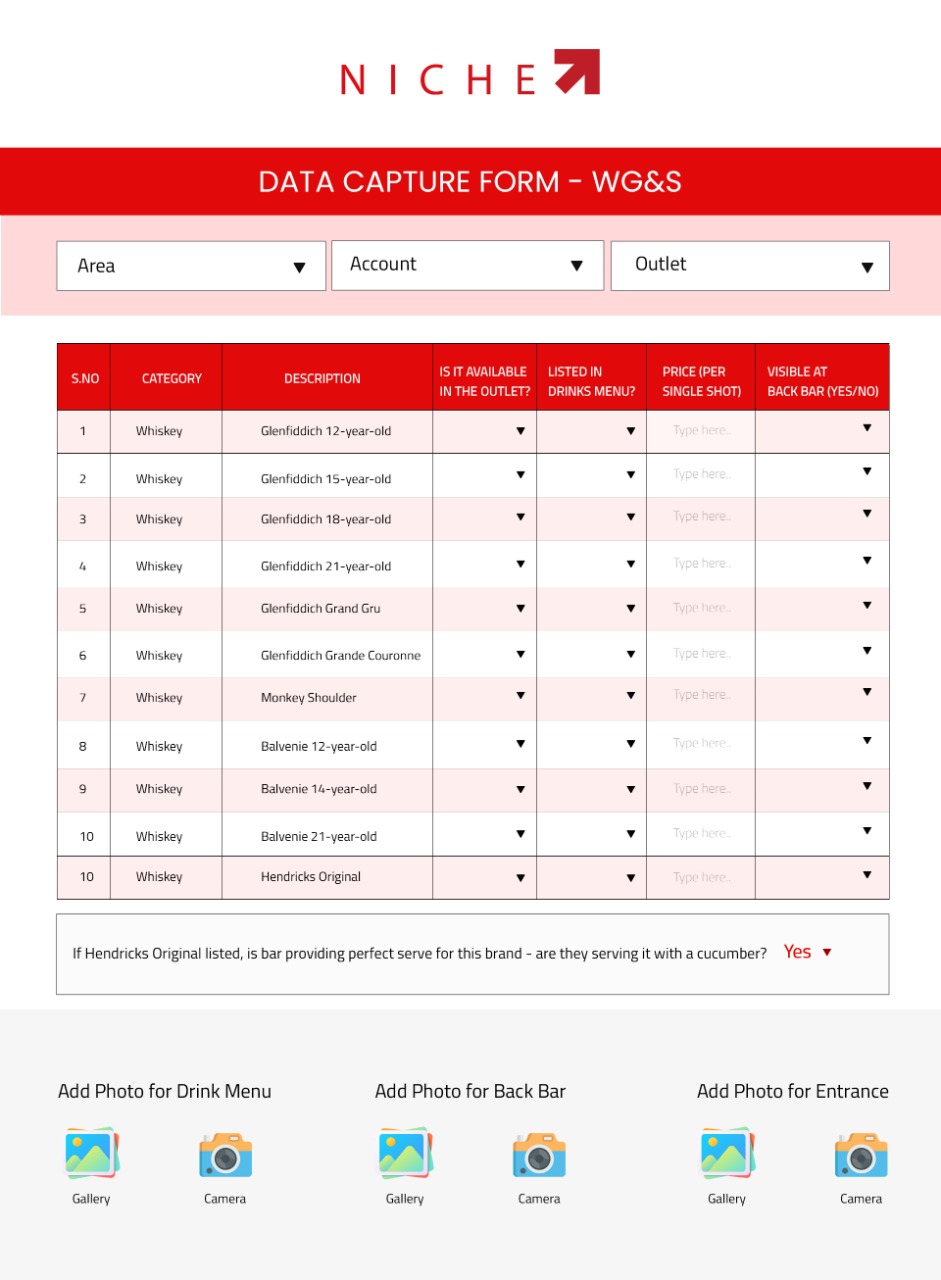 NICHE
DATA CAPTURE FORM - WG&S
Area Account Outlet
S.NO CATEGORY DESCRIPTION IS IT AVAILABLE IN THE OUTLET? LISTED IN DRINKS MENU? PRICE (PER SINGLE SHOT) VISIBLE AT BACK BAR (YES/NO)
1 Whiskey Glenfiddich 12-year-old Type here..
2 Whiskey Glenfiddich 15-year-old Type here..
3 Whiskey Glenfiddich 18-year-old Type here..
4 Whiskey Glenfiddich 21-year-old Type here..
5 Whiskey Glenfiddich Grand Gru Type here..
6 Whiskey Glenfiddich Grande Couronne Type here..
7 Whiskey Monkey Shoulder Type here..
8 Whiskey Balvenie 12-year-old Type here..
9 Whiskey Balvenie 14-year-old Type here..
10 Whiskey Balvenie 21-year-old Type here..
10 Whiskey Hendricks Original Type here..
If Hendricks Original listed, is bar providing perfect serve for this brand - are they serving it with a cucumber? Yes
Add Photo for Drink Menu Add Photo for Back Bar Add Photo for Entrance
Gallery Camera Gallery Camera Gallery Camera